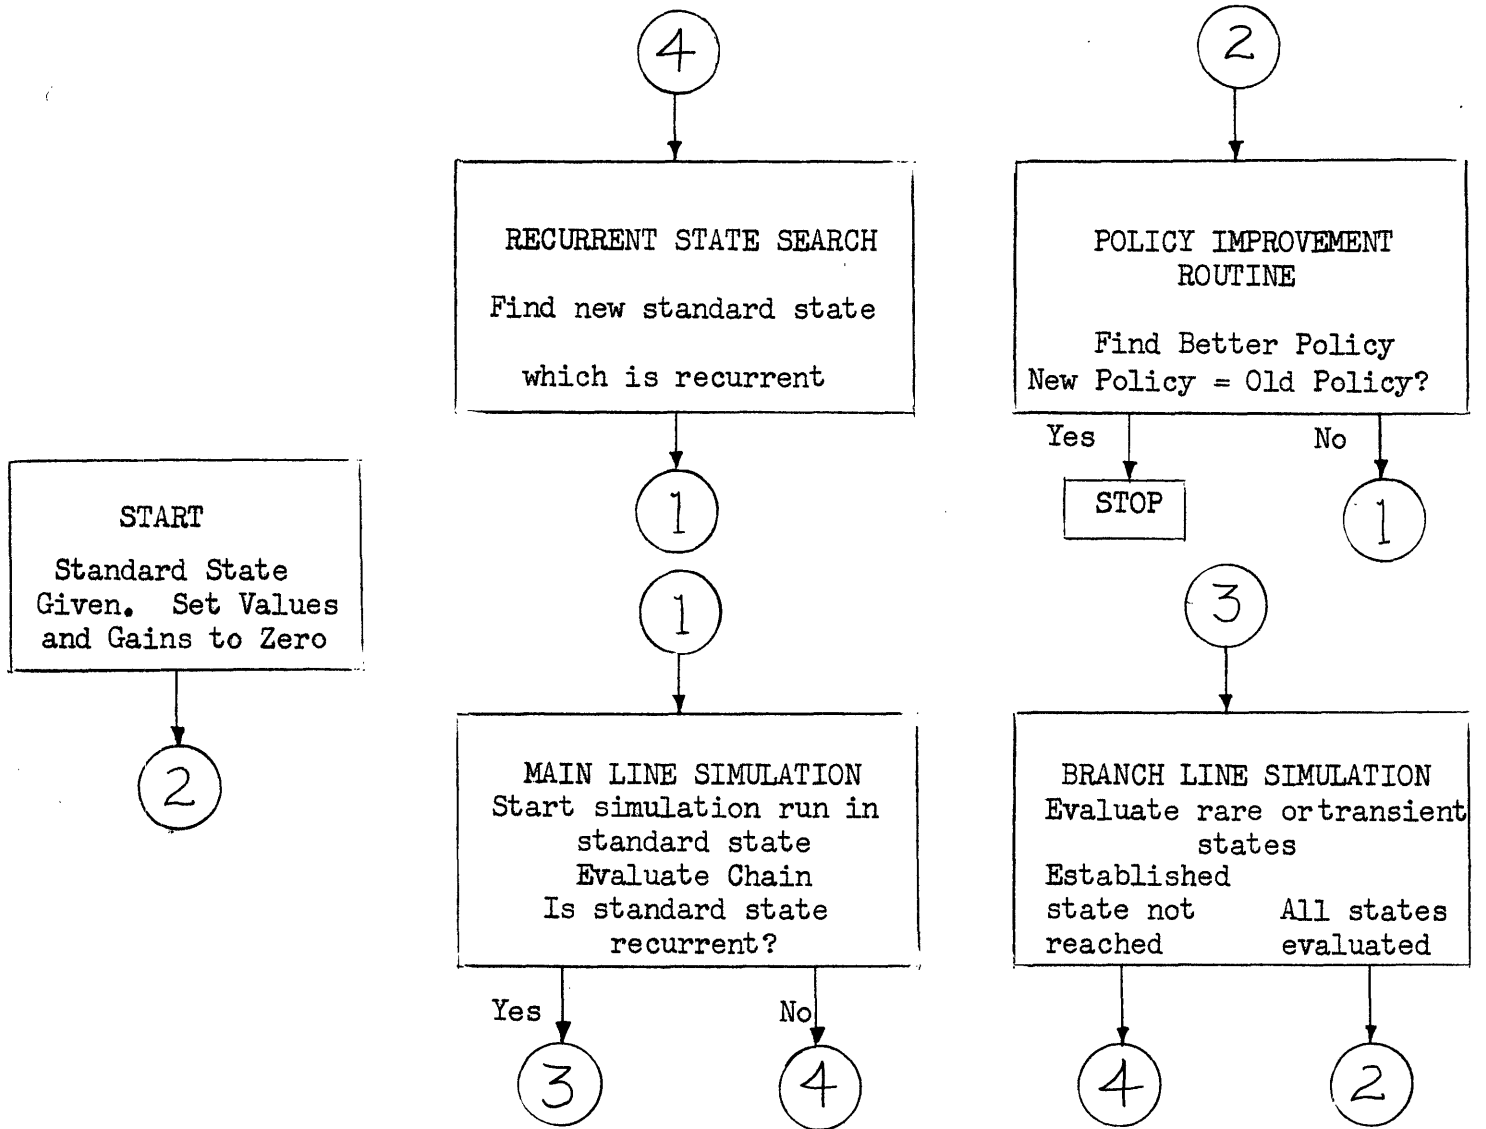 START
Standard State
Given. Set Values
and Gains to Zero
2
4
RECURRENT STATE SEARCH
Find new standard state
which is recurrent
1
1
MAIN LINE SIMULATION
Start simulation run in
standard state
Evaluate Chain
Is standard state
recurrent?
Yes
No
3
4
2
POLICY IMPROVEMENT
ROUTINE
Find Better Policy
New Policy = Old Policy?
Yes
No
STOP
1
3
BRANCH LINE SIMULATION
Evaluate rare or transient
states
Established
state not
reached
All states
evaluated
4
2